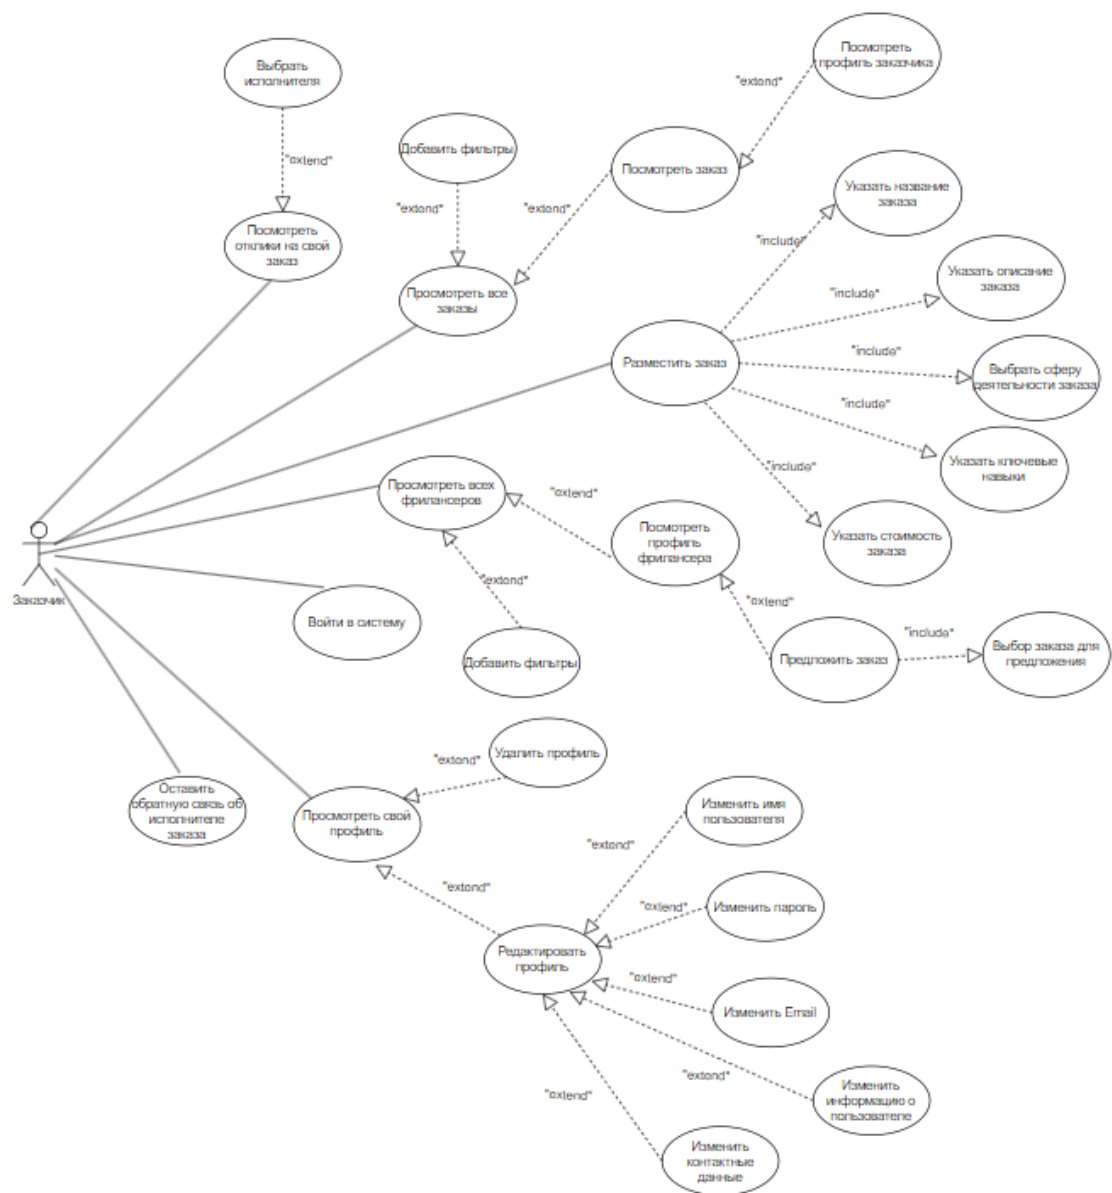 Посмотреть
профиль заказчика
Выбрать
исполнителя
"extend"
Добавить фильтры
"extend"
Посмотреть заказ
"extend"
"extend"
Указать название
заказа
Посмотреть
отклики на свой
заказ
"include"
Просмотреть все
заказы
Указать описание
заказа
"include"
Разместить заказ
"include"
Выбрать сферу
деятельности заказа
"include"
Указать ключевые
навыки
"include"
Просмотреть всех
фрилансеров
"extend"
Посмотреть
профиль
фрилансера
Указать стоимость
заказа
Заказчик
"extend"
"extend"
Войти в систему
Добавить фильтры
Предложить заказ
"include"
Выбор заказа для
предложения
Удалить профиль
"extend"
Оставить
обратную связь об
исполнителе
заказа
Просмотреть свой
профиль
Изменить имя
пользователя
"extend"
"extend"
Изменить пароль
"extend"
Редактировать
профиль
"extend"
Изменить Email
"extend"
"extend"
Изменить
информацию о
пользователе
Изменить
контактные
данные